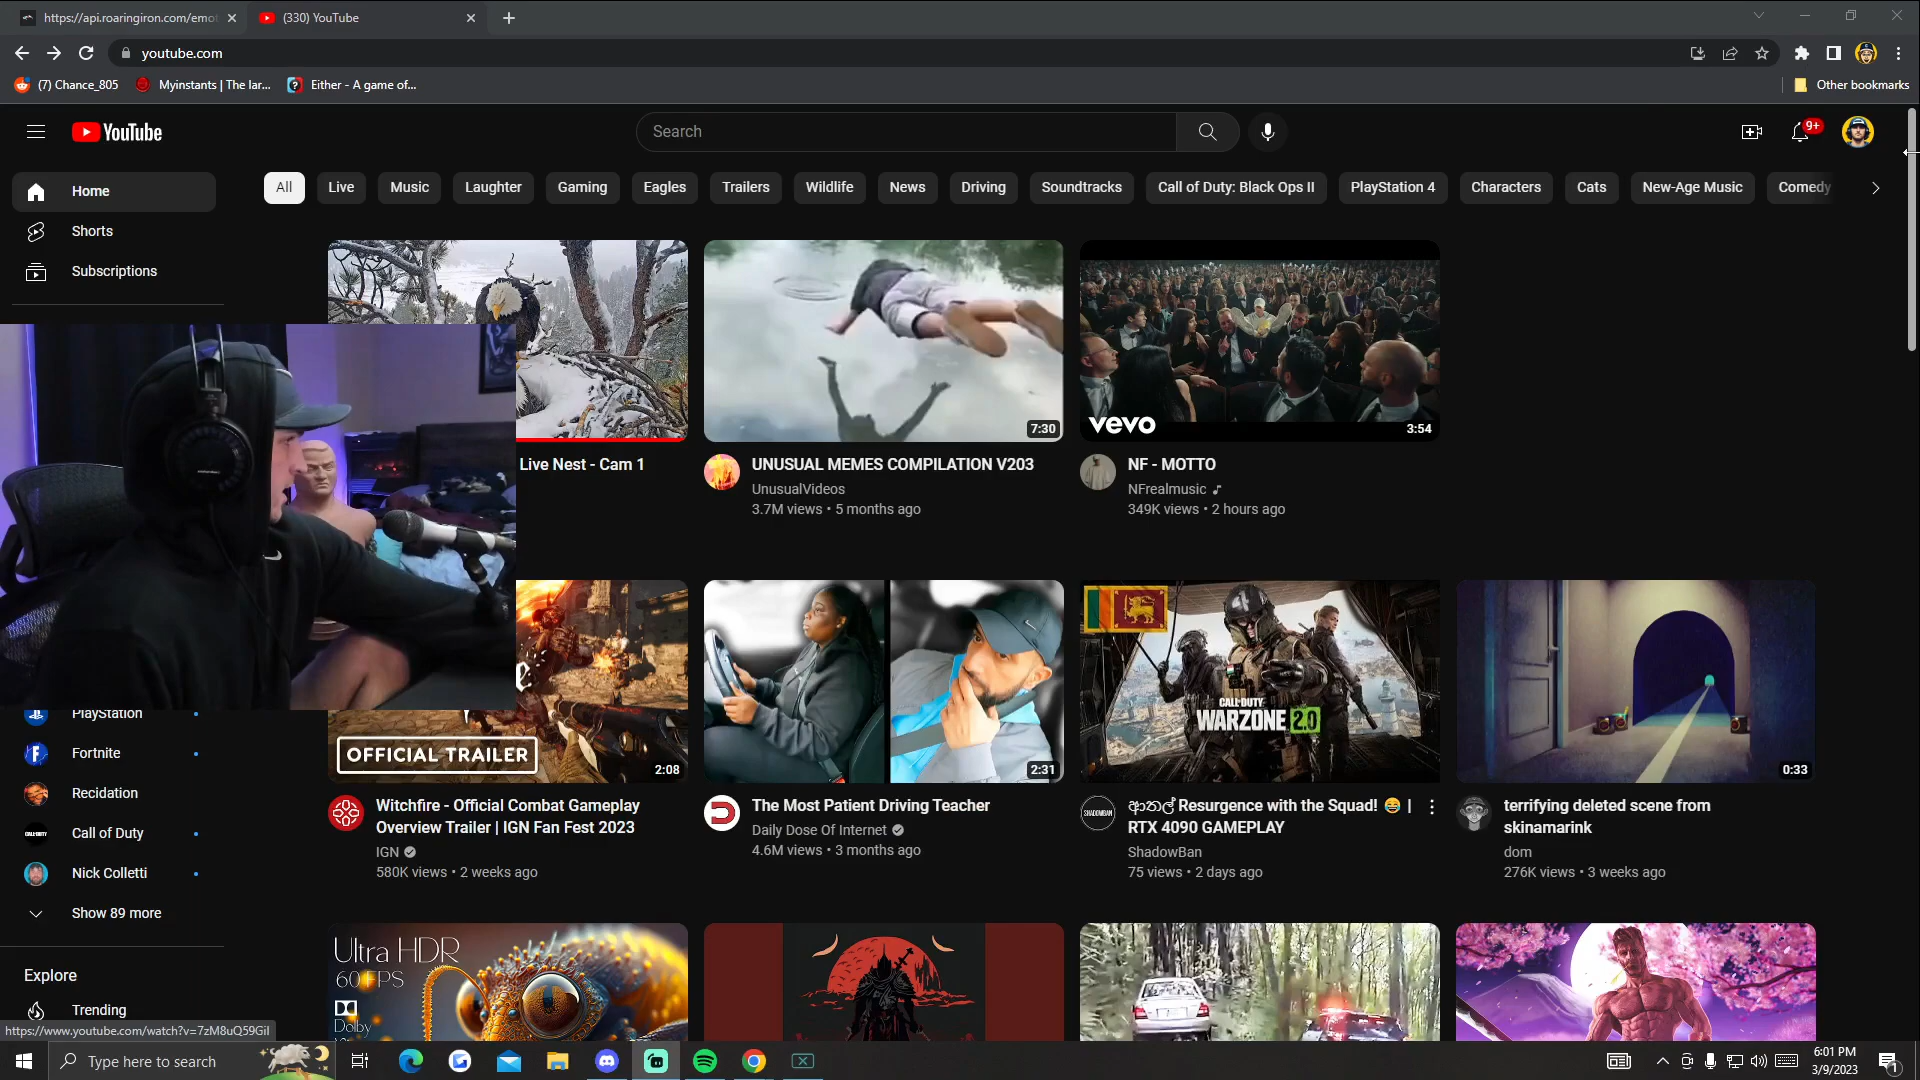 https://api.roaringiron.com/emot
(330) YouTube
youtube.com
(7) Chance_805
Myinstants | The lar...
Either - A game of...
Other bookmarks
YouTube
Search
9+
Home
Shorts
Subscriptions
All
Live
Music
Laughter
Gaming
Eagles
Trailers
Wildlife
News
Driving
Soundtracks
Call of Duty: Black Ops II
PlayStation 4
Characters
Cats
New-Age Music
Comedy
7:30
vevo
3:54
Live Nest - Cam 1
UNUSUAL MEMES COMPILATION V203
UnusualVideos
3.7M views • 5 months ago
NF - MOTTO
NFrealmusic
349K views • 2 hours ago
PlayStation
Fortnite
Recidation
Call of Duty
Nick Colletti
Show 89 more
Explore
Trending
OFFICIAL TRAILER
2:08
2:31
CALL OF DUTY
WARZONE 2.0
0:33
Witchfire - Official Combat Gameplay
Overview Trailer | IGN Fan Fest 2023
IGN
580K views • 2 weeks ago
The Most Patient Driving Teacher
Daily Dose Of Internet
4.6M views • 3 months ago
SHADOWBAN
ආතල් Resurgence with the Squad! 😂 |
RTX 4090 GAMEPLAY
ShadowBan
75 views • 2 days ago
terrifying deleted scene from
skinamarink
dom
276K views • 3 weeks ago
Ultra HDR
60 FPS
Dolby
https://www.youtube.com/watch?v=7zM8uQ59GiI
Type here to search
6:01 PM
3/9/2023
1